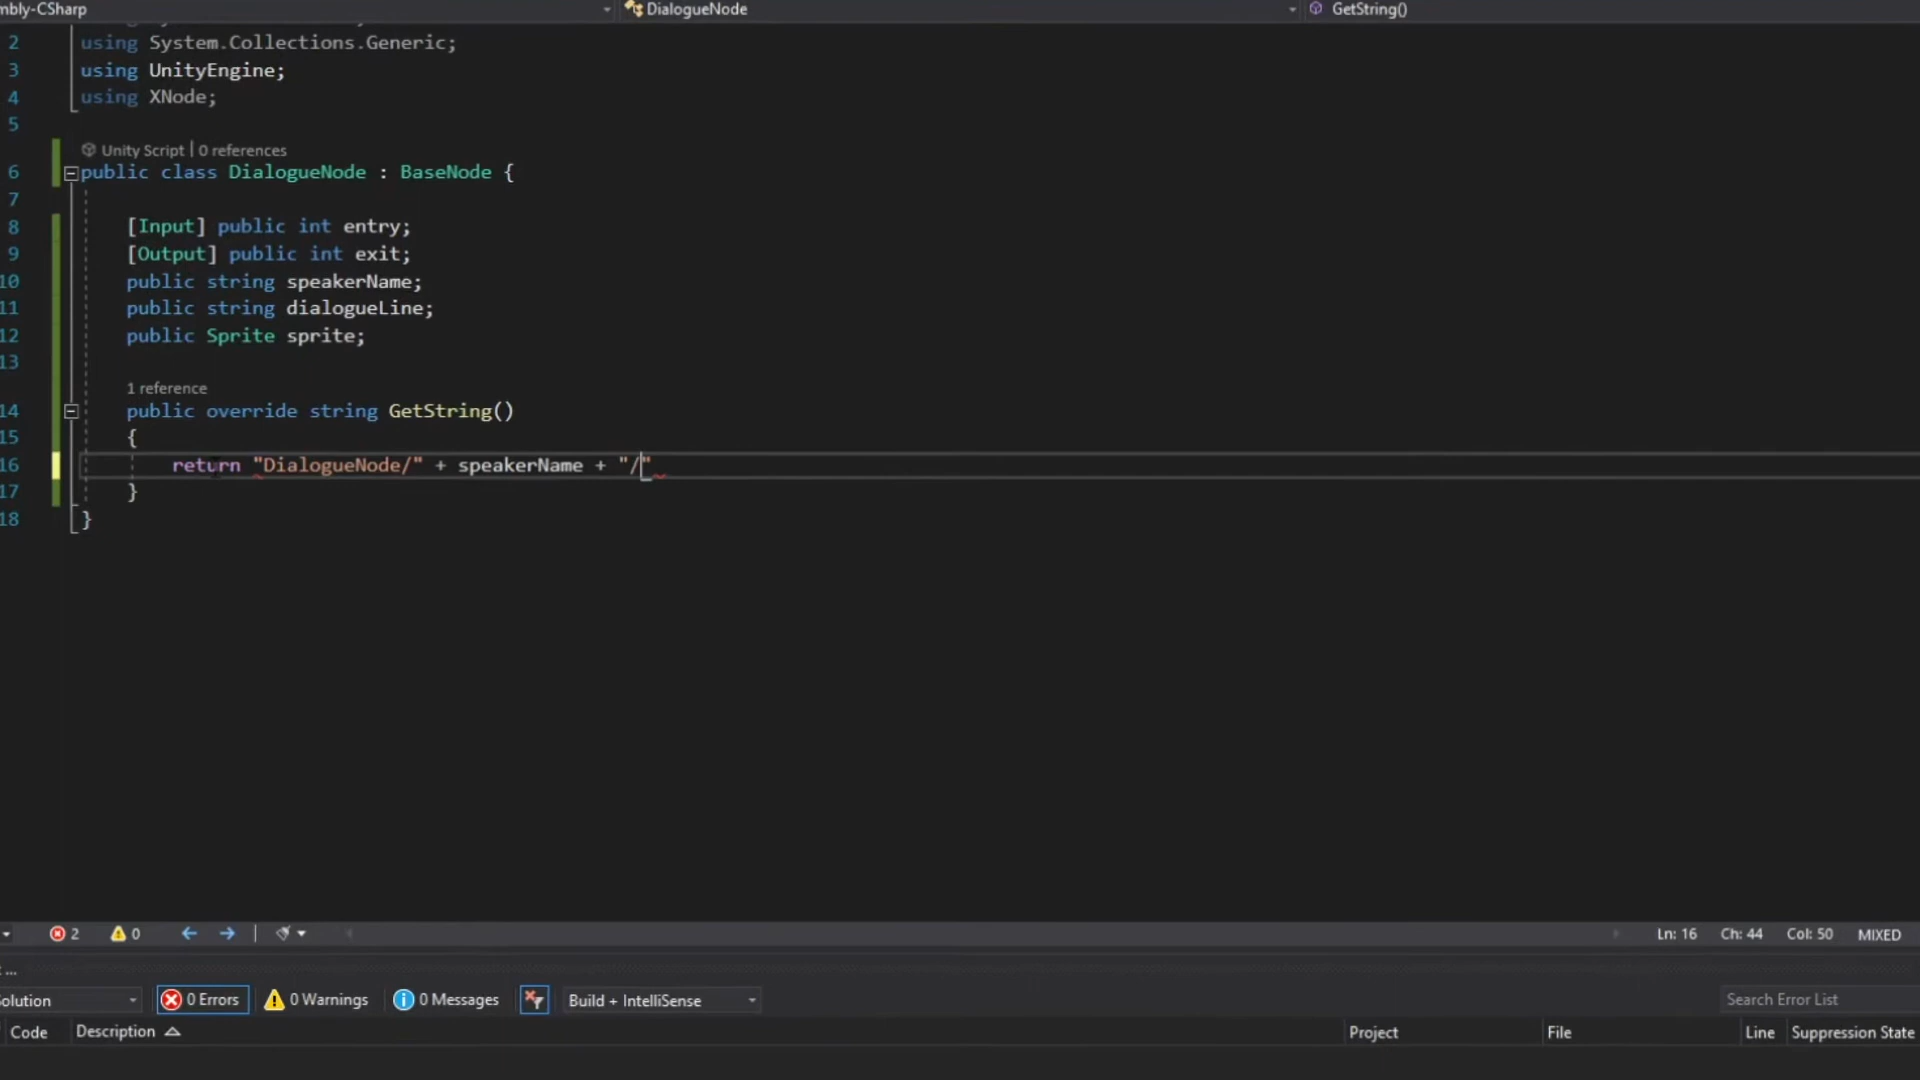 mbly-CSharp DialogueNode GetString()
2 using System.Collections.Generic;
3 using UnityEngine;
4 using XNode;
5
Unity Script | 0 references
6 public class DialogueNode : BaseNode {
7
8 [Input] public int entry;
9 [Output] public int exit;
10 public string speakerName;
11 public string dialogueLine;
12 public Sprite sprite;
13
1 reference
14 public override string GetString()
15 {
16 return "DialogueNode/" + speakerName + "/"
17 }
18 }
2 0 Ln: 16 Ch: 44 Col: 50 MIXED
...
olution 0 Errors 0 Warnings 0 Messages Build + IntelliSense Search Error List
Code Description Project File Line Suppression State